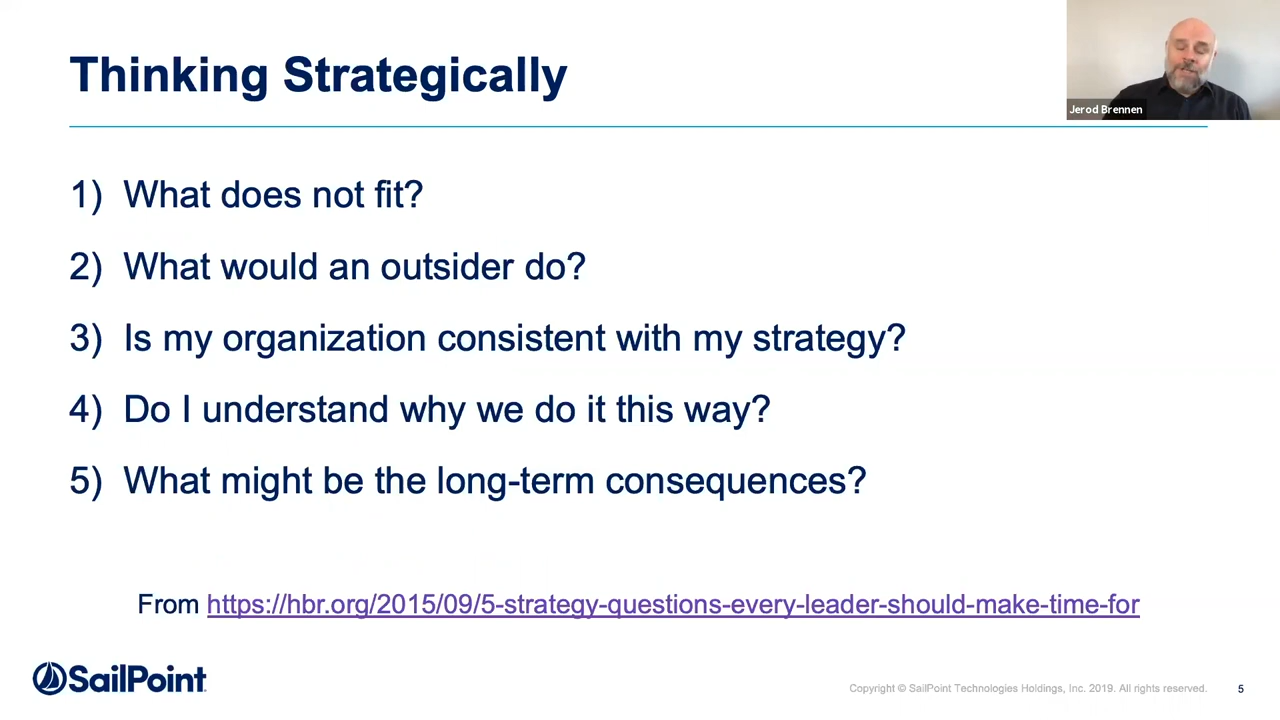 Thinking Strategically
Jerod Brennen
1) What does not fit?
2) What would an outsider do?
3) Is my organization consistent with my strategy?
4) Do I understand why we do it this way?
5) What might be the long-term consequences?
From https://hbr.org/2015/09/5-strategy-questions-every-leader-should-make-time-for
SailPoint
Copyright © SailPoint Technologies Holdings, Inc. 2019. All rights reserved.
5